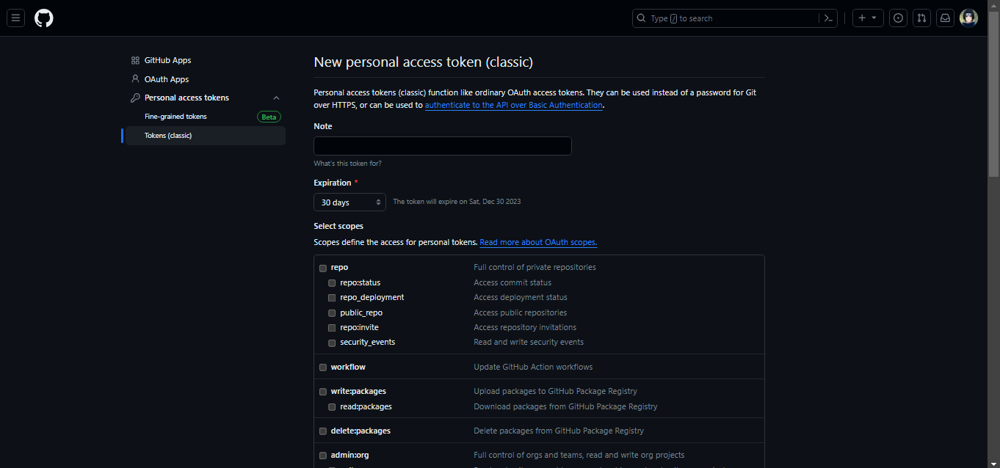 Type / to search
GitHub Apps
OAuth Apps
Personal access tokens
Fine-grained tokens
Beta
Tokens (classic)
New personal access token (classic)
Personal access tokens (classic) function like ordinary OAuth access tokens. They can be used instead of a password for Git
over HTTPS, or can be used to authenticate to the API over Basic Authentication.
Note
What's this token for?
Expiration *
30 days
The token will expire on Sat, Dec 30 2023
Select scopes
Scopes define the access for personal tokens. Read more about OAuth scopes.
repo Full control of private repositories
repo:status Access commit status
repo_deployment Access deployment status
public_repo Access public repositories
repo:invite Access repository invitations
security_events Read and write security events
workflow Update GitHub Action workflows
write:packages Upload packages to GitHub Package Registry
read:packages Download packages from GitHub Package Registry
delete:packages Delete packages from GitHub Package Registry
admin:org Full control of orgs and teams, read and write org projects